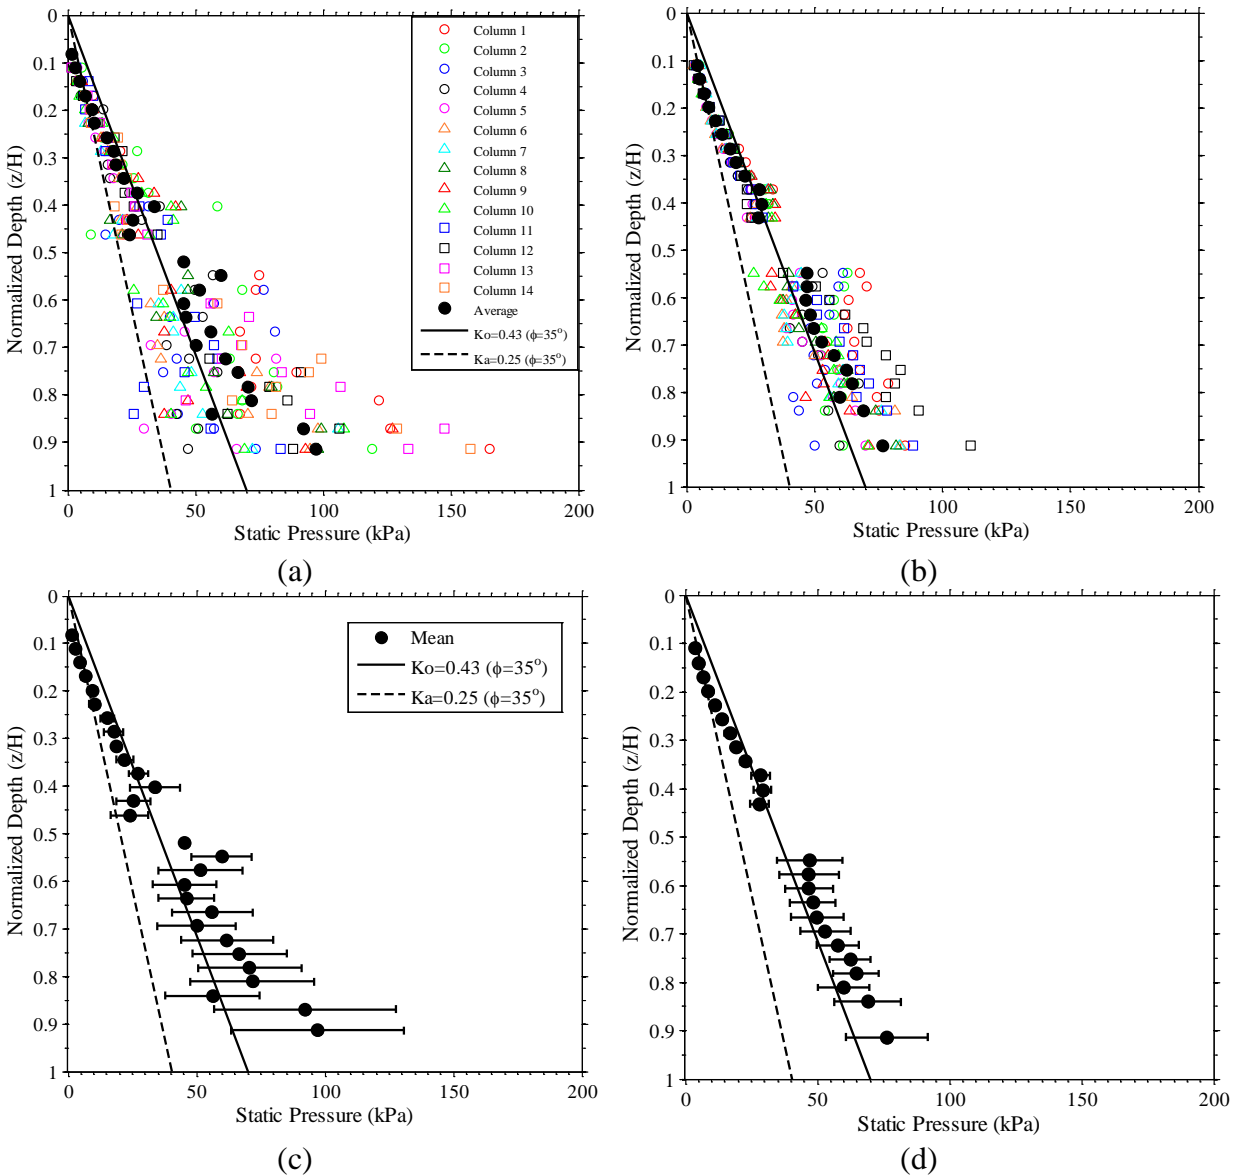 0
0.1
0.2
0.3
0.4
0.5
0.6
0.7
0.8
0.9
1
Normalized Depth (z/H)
0 50 100 150 200
Static Pressure (kPa)
Column 1
Column 2
Column 3
Column 4
Column 5
Column 6
Column 7
Column 8
Column 9
Column 10
Column 11
Column 12
Column 13
Column 14
Average
Ko=0.43 (ϕ=35°)
Ka=0.25 (ϕ=35°)
(a)
0
0.1
0.2
0.3
0.4
0.5
0.6
0.7
0.8
0.9
1
Normalized Depth (z/H)
0 50 100 150 200
Static Pressure (kPa)
(b)
0
0.1
0.2
0.3
0.4
0.5
0.6
0.7
0.8
0.9
1
Normalized Depth (z/H)
0 50 100 150 200
Static Pressure (kPa)
Mean
Ko=0.43 (ϕ=35°)
Ka=0.25 (ϕ=35°)
(c)
0
0.1
0.2
0.3
0.4
0.5
0.6
0.7
0.8
0.9
1
Normalized Depth (z/H)
0 50 100 150 200
Static Pressure (kPa)
(d)